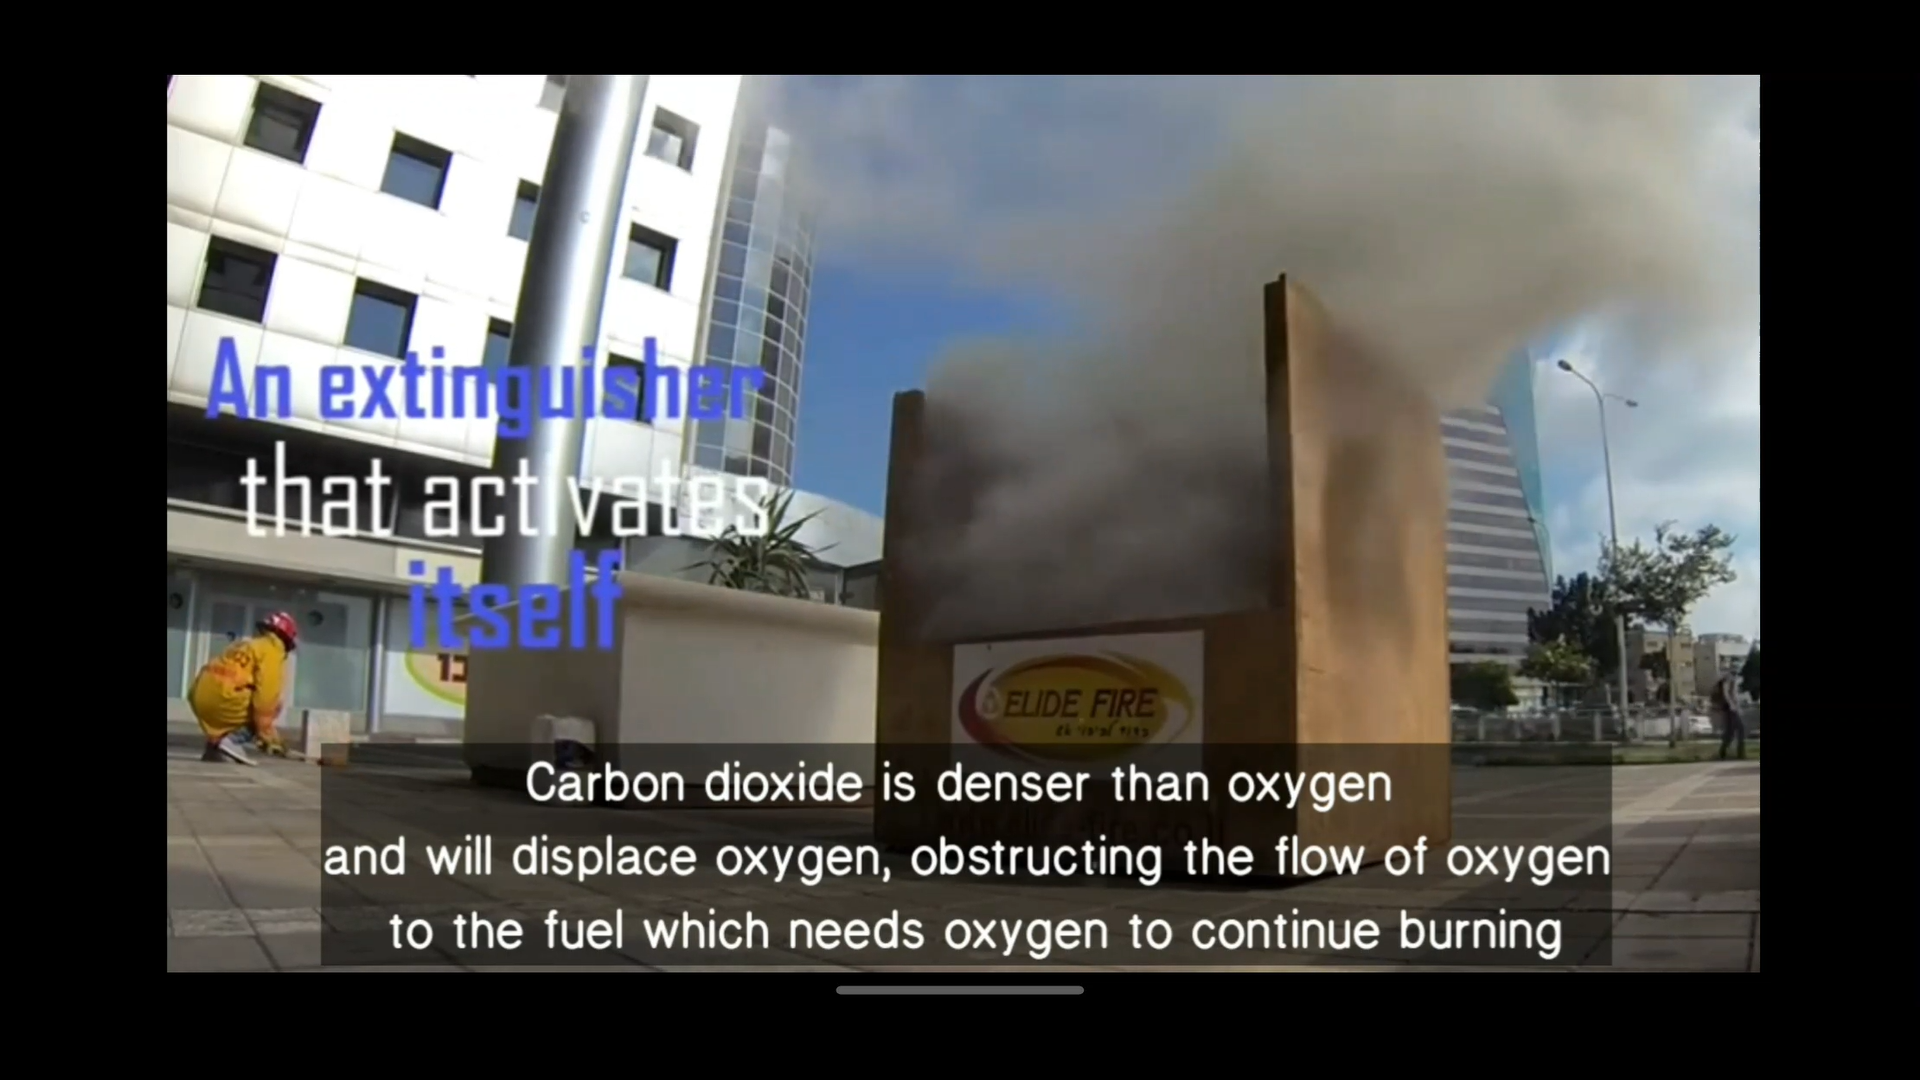 An extinguisher
that activates
itself
ELIDE FIRE
Carbon dioxide is denser than oxygen
and will displace oxygen, obstructing the flow of oxygen
to the fuel which needs oxygen to continue burning